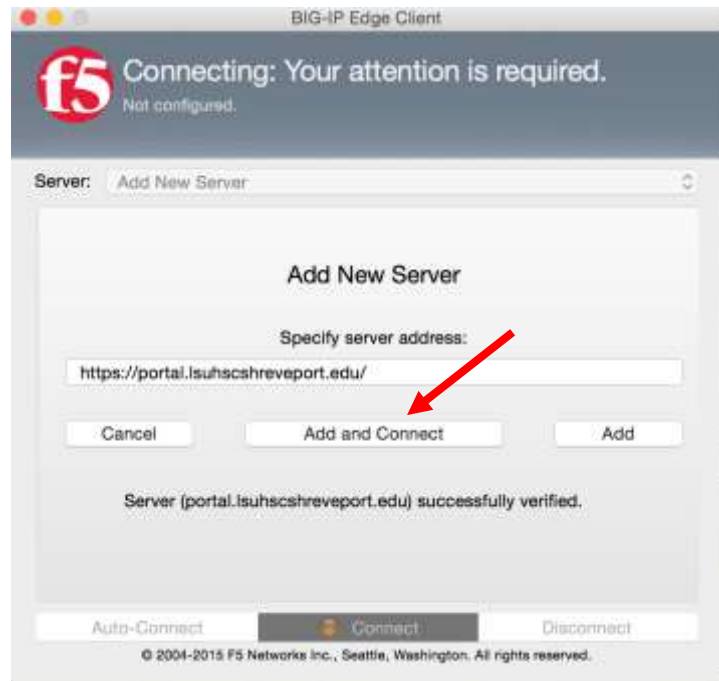 BIG-IP Edge Client
f5
Connecting: Your attention is required.
Not configured.
Server: Add New Server
Add New Server
Specify server address:
https://portal.lsuhscshreveport.edu/
Cancel Add and Connect Add
Server (portal.lsuhscshreveport.edu) successfully verified.
Auto-Connect Connect Disconnect
© 2004-2015 F5 Networks Inc., Seattle, Washington. All rights reserved.